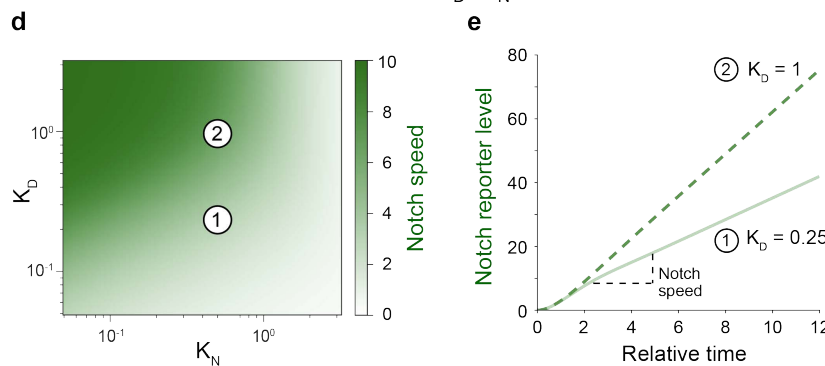 D N
d
e
10
8
6
4
2
0
Notch speed
K_D
10⁰
10⁻¹
10⁻¹
10⁰
K_N
2
1
Notch reporter level
80
60
40
20
0
2 K_D = 1
1 K_D = 0.25
Notch
speed
0 2 4 6 8 10 12
Relative time